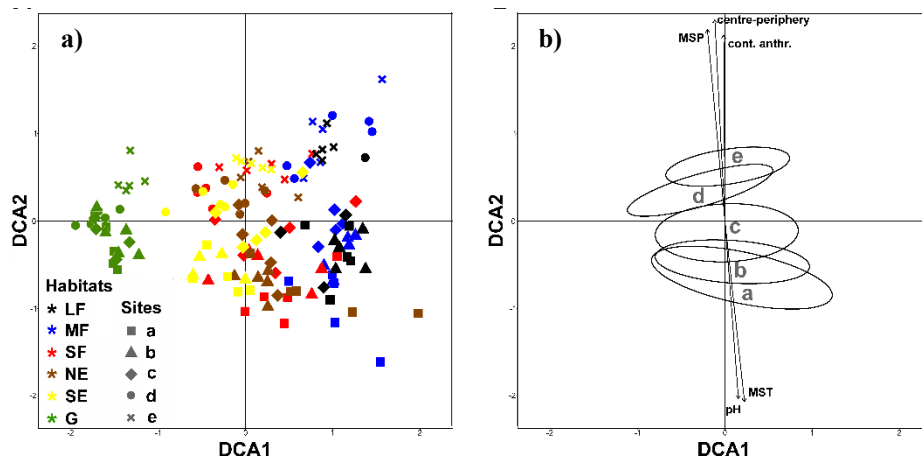 a)
DCA2
2
1
0
-1
-2
Habitats
LF
MF
SF
NE
SE
G
Sites
a
b
c
d
e
-2 -1 0 1 2
DCA1
b)
centre-periphery
MSP
cont. anthr.
DCA2
2
1
0
-1
-2
e
d
c
b
a
pH
MST
-2 -1 0 1
DCA1